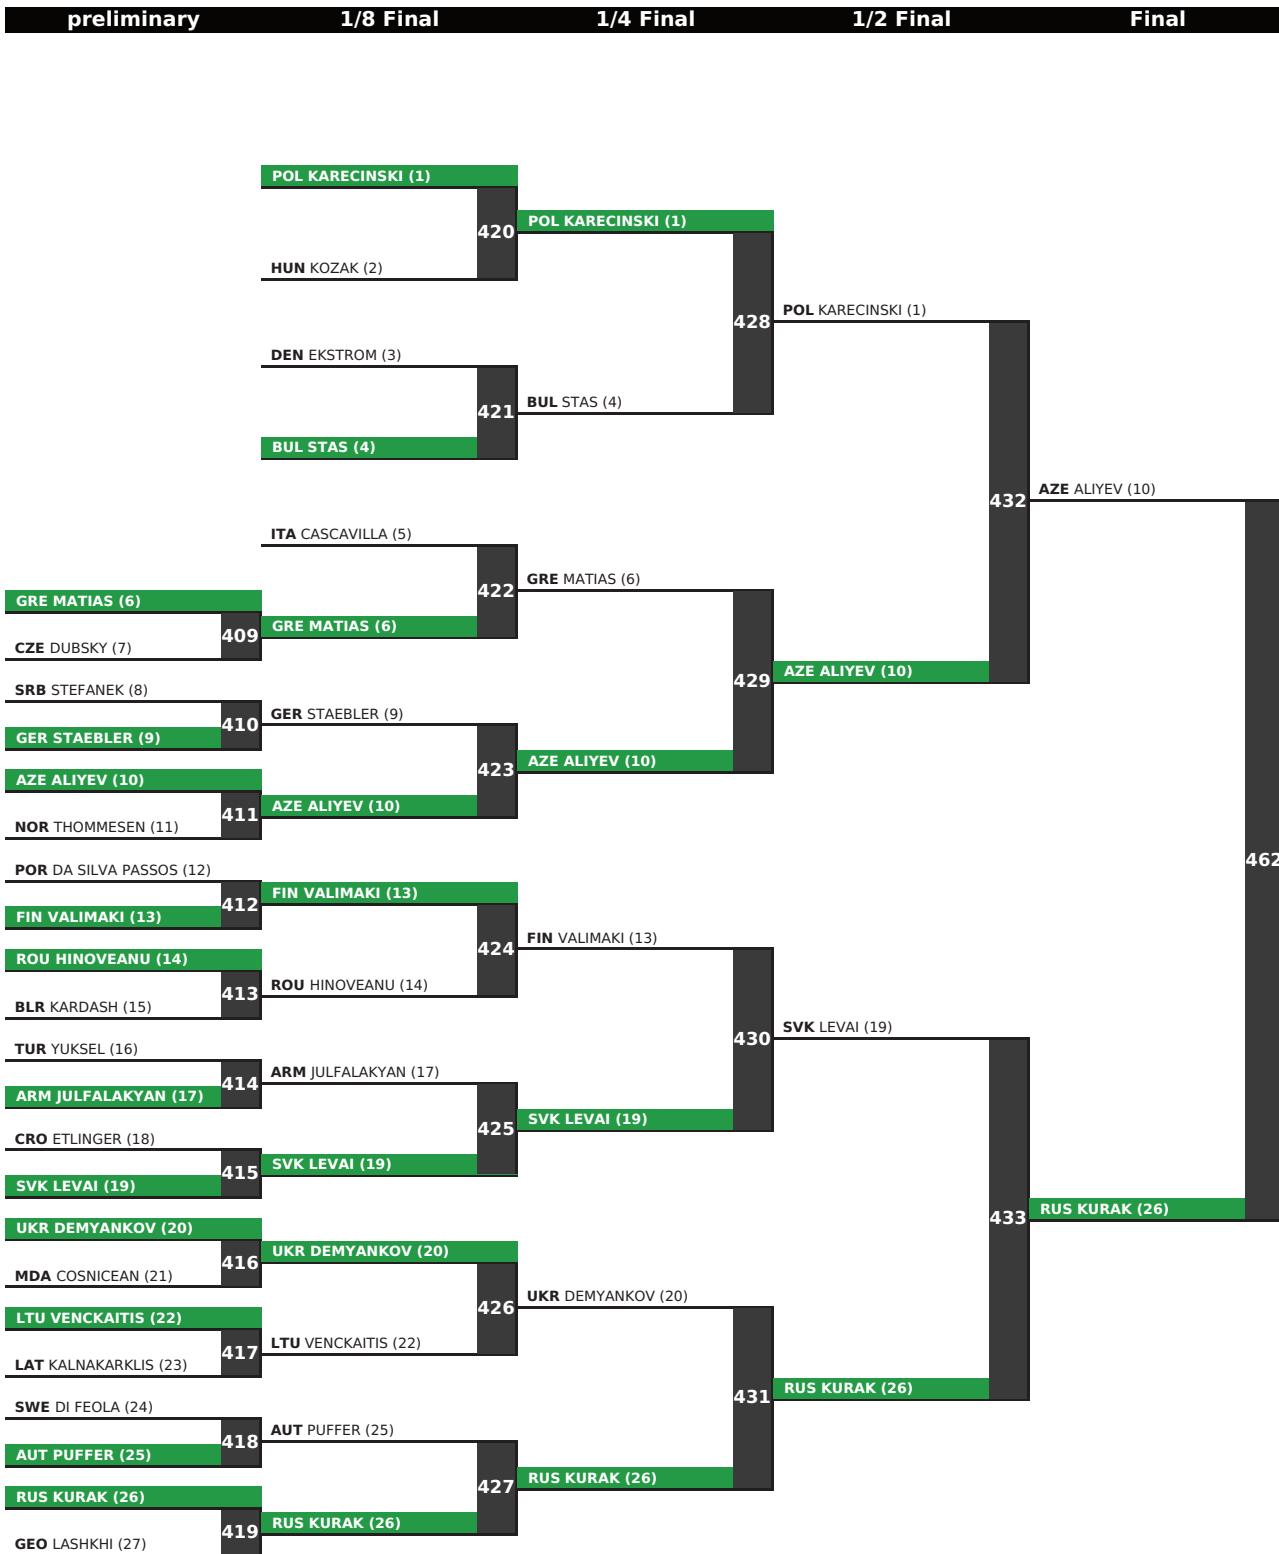 preliminary 1/8 Final 1/4 Final 1/2 Final Final
POL KARECINSKI (1)
POL KARECINSKI (1)
420
HUN KOZAK (2)
POL KARECINSKI (1)
428
DEN EKSTROM (3)
BUL STAS (4)
421
BUL STAS (4)
AZE ALIYEV (10)
432
ITA CASCAVILLA (5)
GRE MATIAS (6)
422
GRE MATIAS (6)
GRE MATIAS (6)
409
CZE DUBSKY (7)
AZE ALIYEV (10)
429
SRB STEFANEK (8)
GER STAEBLER (9)
410
GER STAEBLER (9)
AZE ALIYEV (10)
423
AZE ALIYEV (10)
AZE ALIYEV (10)
411
NOR THOMMESEN (11)
462
POR DA SILVA PASSOS (12)
FIN VALIMAKI (13)
412
FIN VALIMAKI (13)
FIN VALIMAKI (13)
424
ROU HINOVEANU (14)
ROU HINOVEANU (14)
413
BLR KARDASH (15)
SVK LEVAI (19)
430
TUR YUKSEL (16)
ARM JULFALAKYAN (17)
414
ARM JULFALAKYAN (17)
SVK LEVAI (19)
425
CRO ETLINGER (18)
SVK LEVAI (19)
415
SVK LEVAI (19)
RUS KURAK (26)
433
UKR DEMYANKOV (20)
UKR DEMYANKOV (20)
416
MDA COSNICEAN (21)
UKR DEMYANKOV (20)
426
LTU VENCKAITIS (22)
LTU VENCKAITIS (22)
417
LAT KALNAKARKLIS (23)
RUS KURAK (26)
431
SWE DI FEOLA (24)
AUT PUFFER (25)
418
AUT PUFFER (25)
RUS KURAK (26)
427
RUS KURAK (26)
RUS KURAK (26)
419
GEO LASHKHI (27)